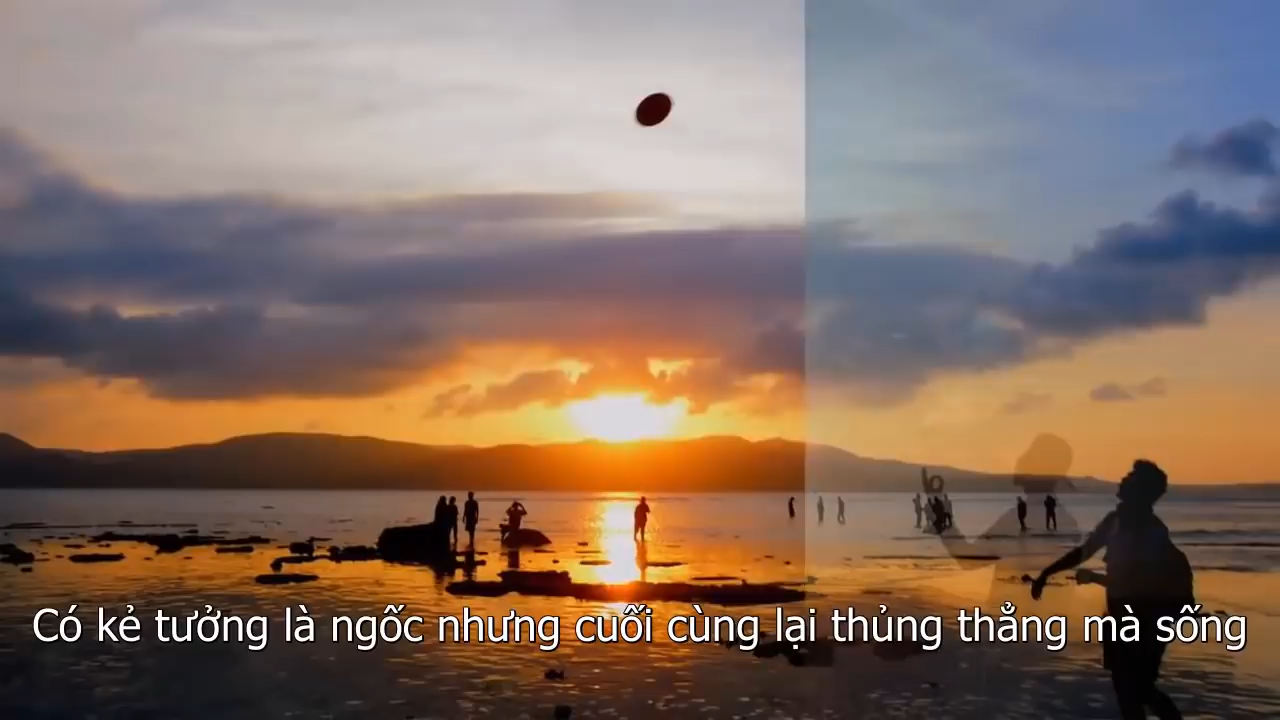 Có kẻ tưởng là ngốc nhưng cuối cùng lại thủng thẳng mà sống